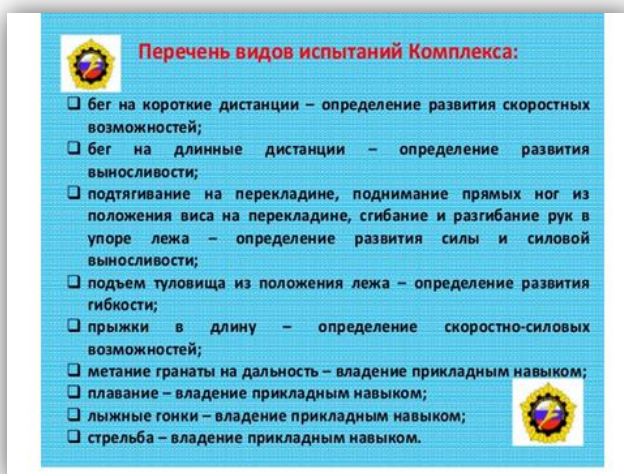 Перечень видов испытаний Комплекса:
бег на короткие дистанции – определение развития скоростных
возможностей;
бег на длинные дистанции – определение развития
выносливости;
подтягивание на перекладине, поднимание прямых ног из
положения виса на перекладине, сгибание и разгибание рук в
упоре лежа – определение развития силы и силовой
выносливости;
подъем туловища из положения лежа – определение развития
гибкости;
прыжки в длину – определение скоростно-силовых
возможностей;
метание гранаты на дальность – владение прикладным навыком;
плавание – владение прикладным навыком;
лыжные гонки – владение прикладным навыком;
стрельба – владение прикладным навыком.